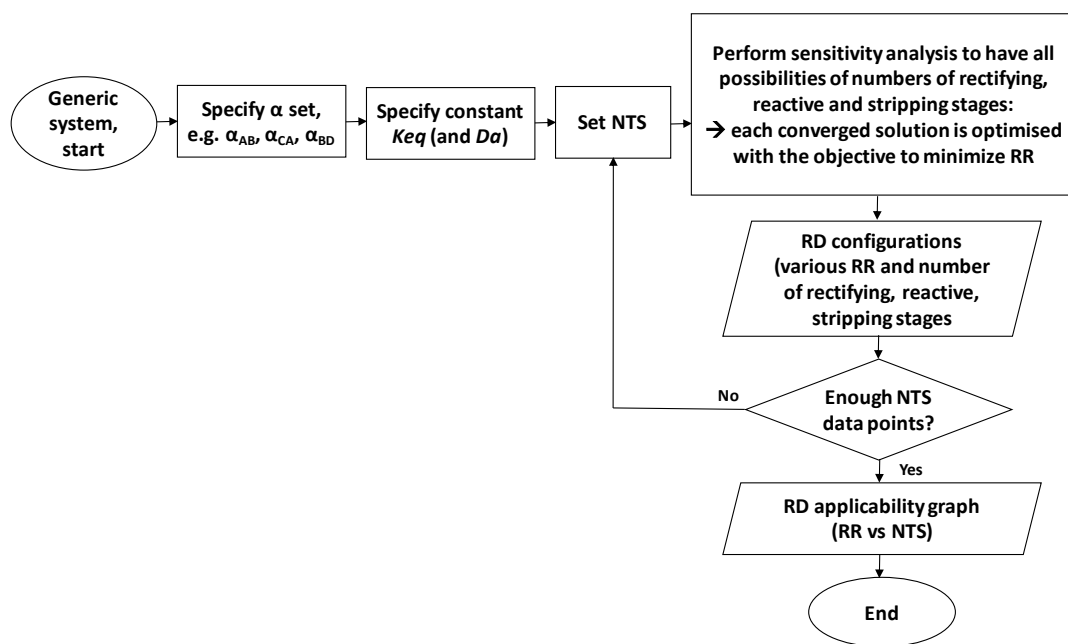 Generic
system,
start
Specify α set,
e.g. αAB, αCA, αBD
Specify constant
Keq (and Da)
Set NTS
Perform sensitivity analysis to have all
possibilities of numbers of rectifying,
reactive and stripping stages:
→ each converged solution is optimised
with the objective to minimize RR
RD configurations
(various RR and number
of rectifying, reactive,
stripping stages
Enough NTS
data points?
No
Yes
RD applicability graph
(RR vs NTS)
End